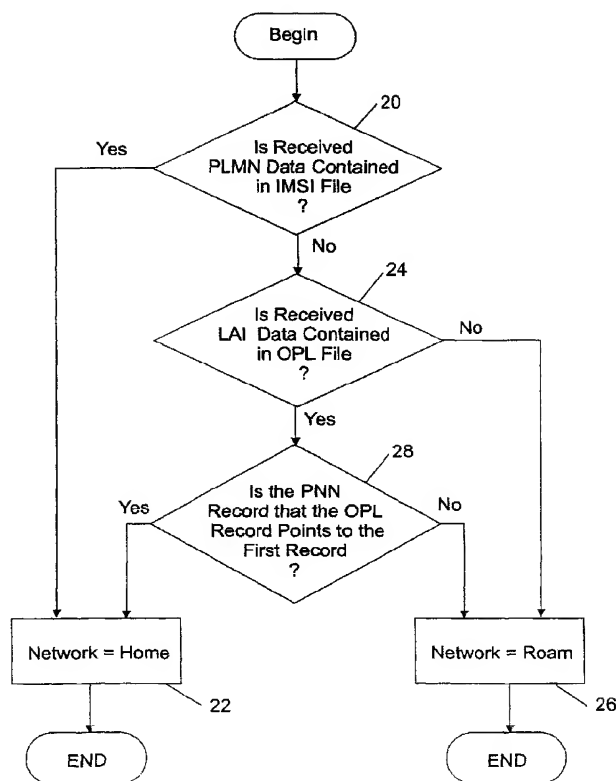 Begin
20
Is Received
PLMN Data Contained
in IMSI File
?
Yes
No
24
Is Received
LAI Data Contained
in OPL File
?
No
Yes
28
Is the PNN
Record that the OPL
Record Points to the
First Record
?
Yes
No
Network = Home
22
Network = Roam
26
END
END